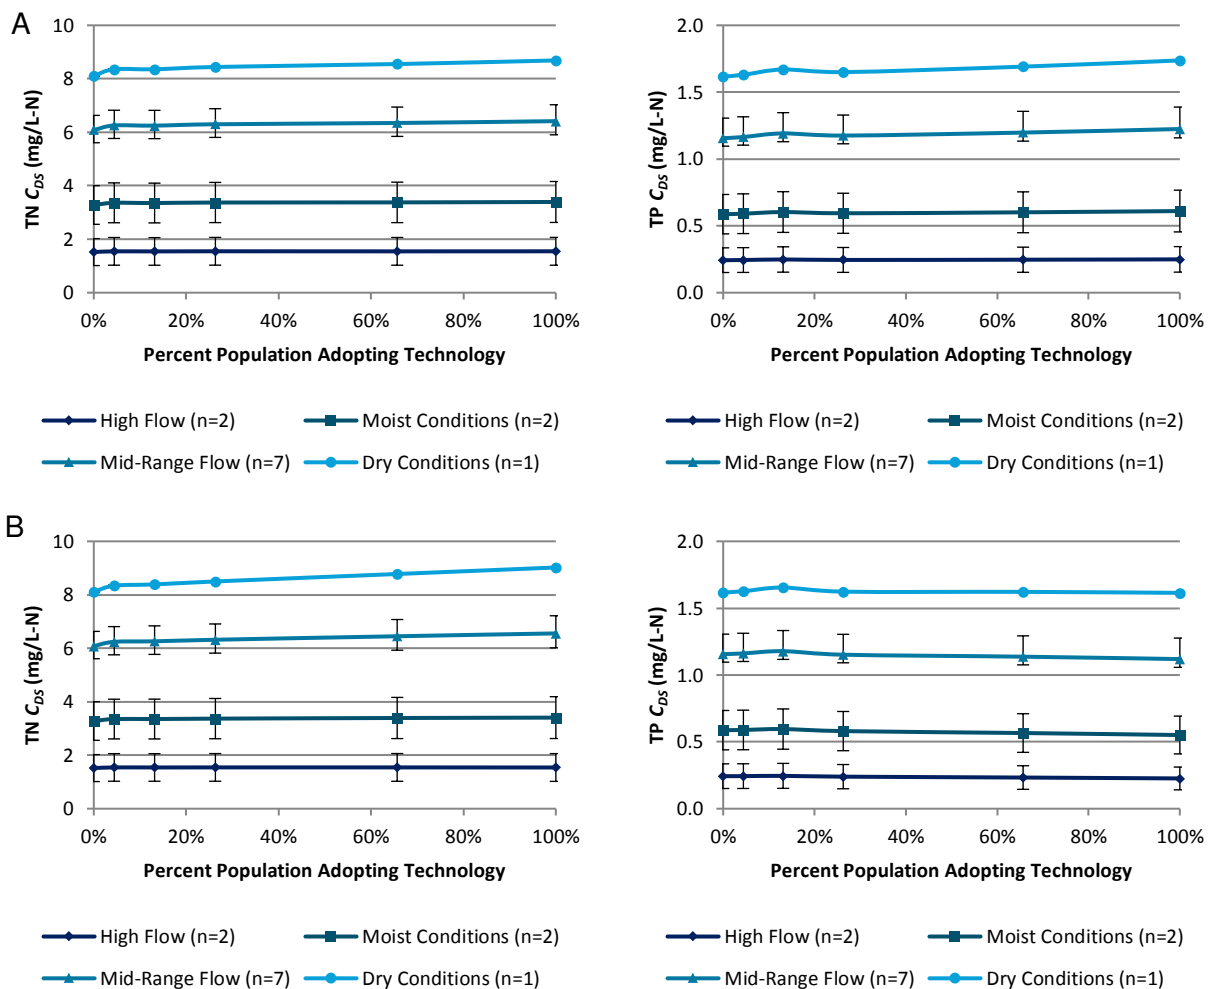 A
TN CDS (mg/L-N)
10
8
6
4
2
0
0% 20% 40% 60% 80% 100%
Percent Population Adopting Technology
High Flow (n=2) Moist Conditions (n=2)
Mid-Range Flow (n=7) Dry Conditions (n=1)
TP CDS (mg/L-N)
2.0
1.5
1.0
0.5
0.0
0% 20% 40% 60% 80% 100%
Percent Population Adopting Technology
High Flow (n=2) Moist Conditions (n=2)
Mid-Range Flow (n=7) Dry Conditions (n=1)
B
TN CDS (mg/L-N)
10
8
6
4
2
0
0% 20% 40% 60% 80% 100%
Percent Population Adopting Technology
High Flow (n=2) Moist Conditions (n=2)
Mid-Range Flow (n=7) Dry Conditions (n=1)
TP CDS (mg/L-N)
2.0
1.5
1.0
0.5
0.0
0% 20% 40% 60% 80% 100%
Percent Population Adopting Technology
High Flow (n=2) Moist Conditions (n=2)
Mid-Range Flow (n=7) Dry Conditions (n=1)